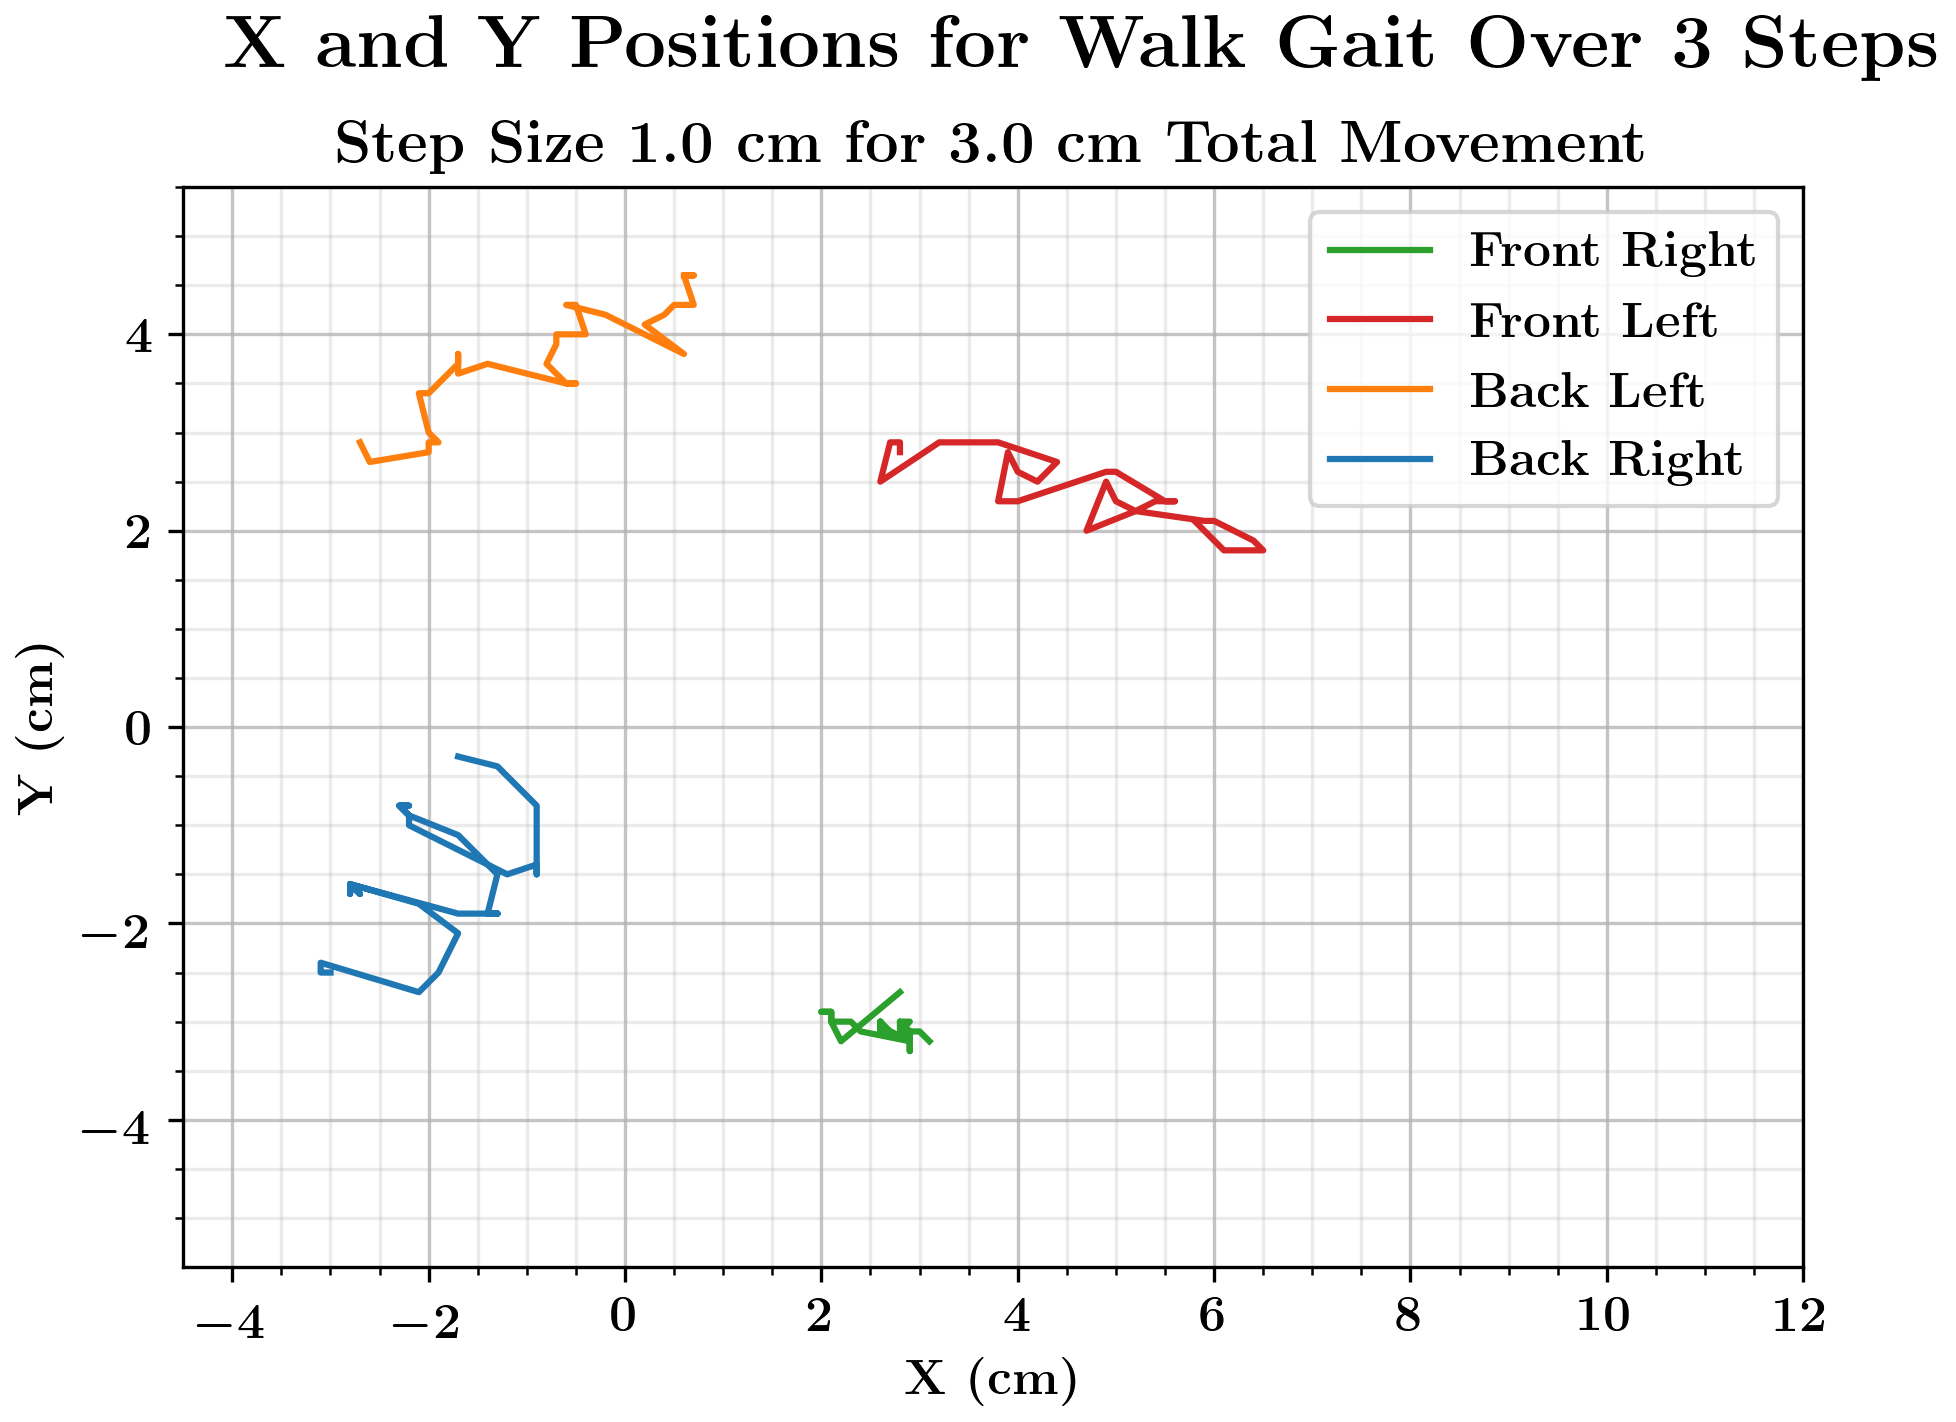 X and Y Positions for Walk Gait Over 3 Steps
Step Size 1.0 cm for 3.0 cm Total Movement
Front Right
Front Left
Back Left
Back Right
4
2
0
−2
−4
Y (cm)
−4 −2 0 2 4 6 8 10 12
X (cm)